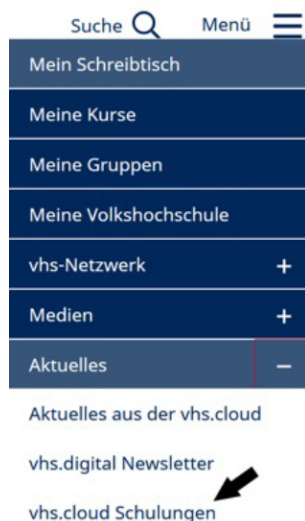 Suche Menü
Mein Schreibtisch
Meine Kurse
Meine Gruppen
Meine Volkshochschule
vhs-Netzwerk +
Medien +
Aktuelles −
Aktuelles aus der vhs.cloud
vhs.digital Newsletter
vhs.cloud Schulungen